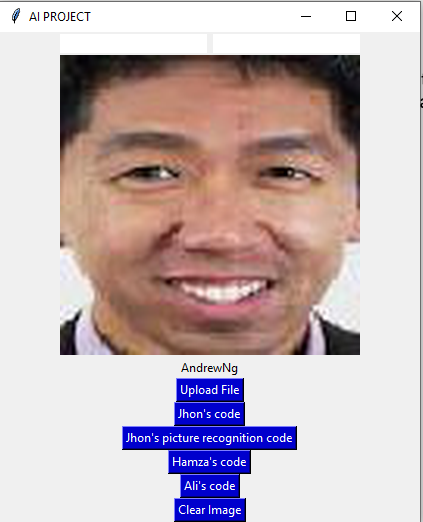 AI PROJECT
AndrewNg
Upload File
Jhon's code
Jhon's picture recognition code
Hamza's code
Ali's code
Clear Image